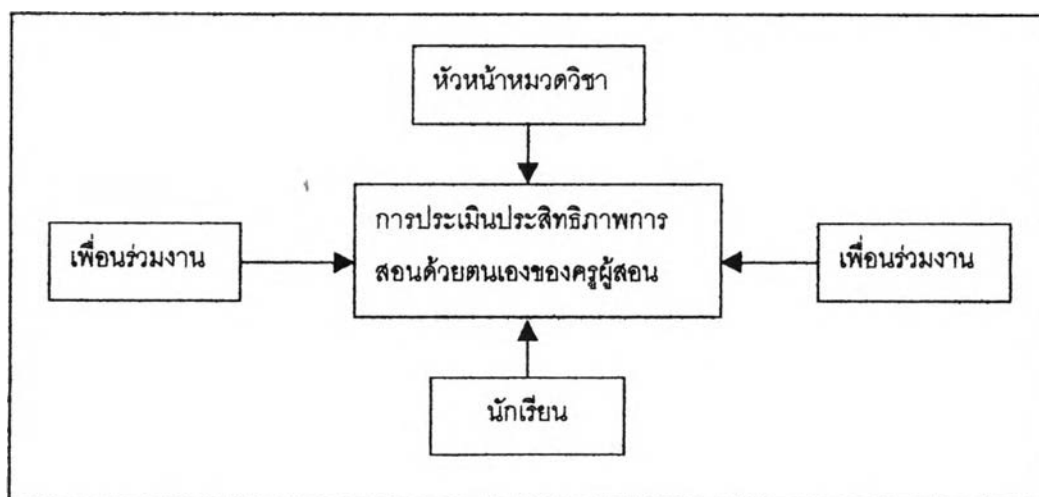 หัวหน้าหมวดวิชา
การประเมินประสิทธิภาพการ
สอนด้วยตนเองของครูผู้สอน
เพื่อนร่วมงาน
เพื่อนร่วมงาน
นักเรียน